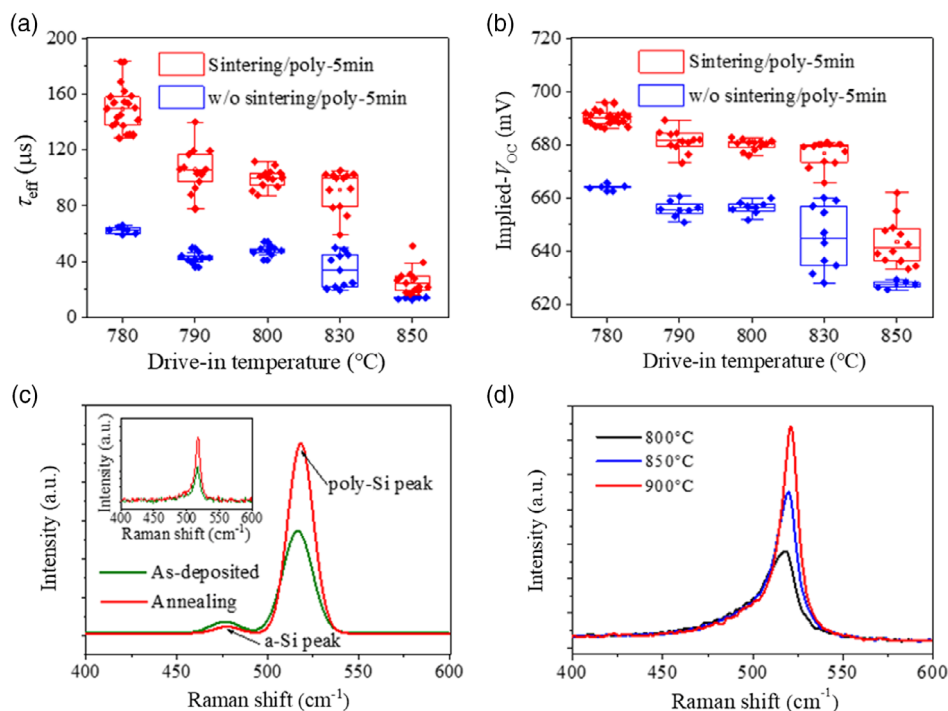 (a)
200
160
120
80
40
0
τeff (μs)
Sintering/poly-5min
w/o sintering/poly-5min
780 790 800 830 850
Drive-in temperature (°C)
(b)
720
700
680
660
640
620
Implied-VOC (mV)
Sintering/poly-5min
w/o sintering/poly-5min
780 790 800 830 850
Drive-in temperature (°C)
(c)
Intensity (a.u.)
Intensity (a.u.)
400 450 500 550 600
Raman shift (cm-1)
poly-Si peak
As-deposited
Annealing
a-Si peak
400 450 500 550 600
Raman shift (cm-1)
(d)
Intensity (a.u.)
800°C
850°C
900°C
400 450 500 550 600
Raman shift (cm-1)